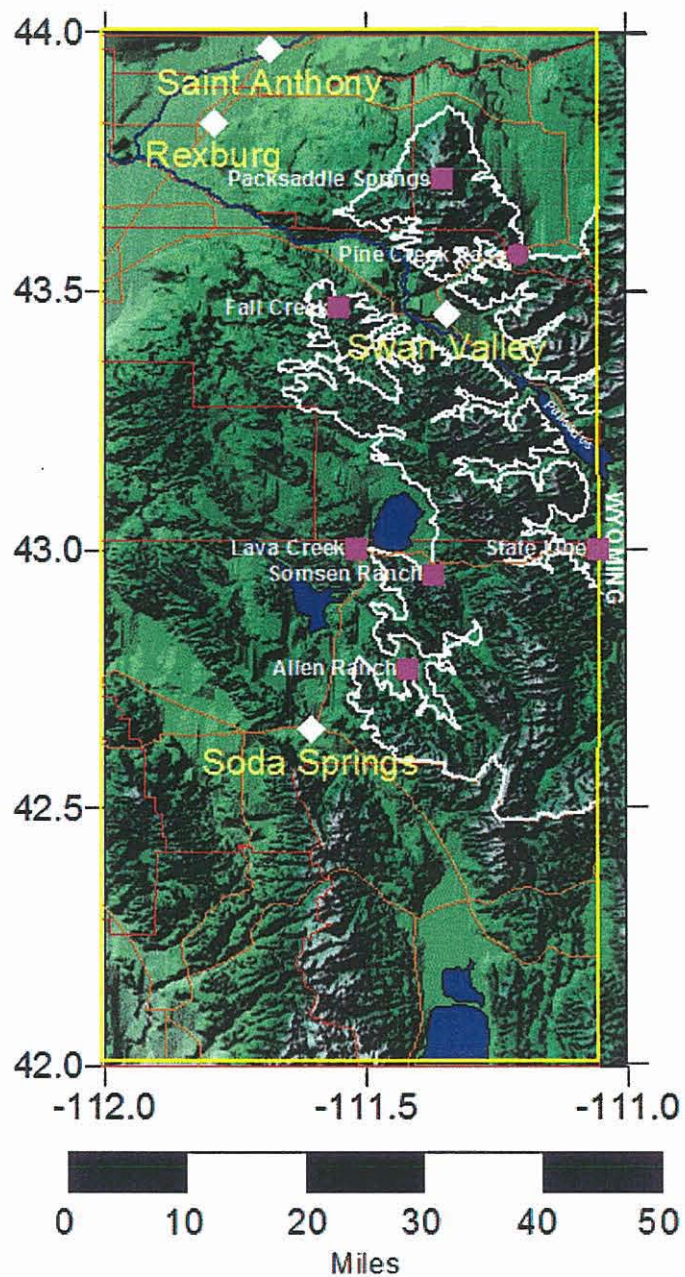 44.0
Saint Anthony
Rexburg
Packsaddle Springs
Pine Creek Pass
43.5
Fall Creek
Swan Valley
Palisades
WYOMING
43.0
Lava Creek
State Line
Somsen Ranch
Allen Ranch
Soda Springs
42.5
42.0
-112.0 -111.5 -111.0
0 10 20 30 40 50
Miles